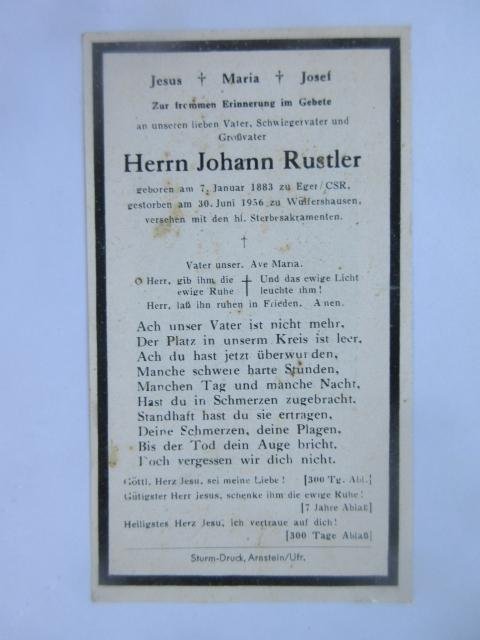 Jesus † Maria † Josef
Zur frommen Erinnerung im Gebete
an unseren lieben Vater, Schwiegervater und
Großvater
Herrn Johann Rustler
geboren am 7. Januar 1883 zu Eger/CSR,
gestorben am 30. Juni 1956 zu Wülfershausen,
versehen mit den hl. Sterbesakramenten.
†
Vater unser. Ave Maria.
O Herr, gib ihm die † Und das ewige Licht
ewige Ruhe leuchte ihm!
Herr, laß ihn ruhen in Frieden. Amen.
Ach unser Vater ist nicht mehr,
Der Platz in unserm Kreis ist leer,
Ach du hast jetzt überwunden,
Manche schwere harte Stunden,
Manchen Tag und manche Nacht,
Hast du in Schmerzen zugebracht.
Standhaft hast du sie ertragen,
Deine Schmerzen, deine Plagen,
Bis der Tod dein Auge bricht.
Doch vergessen wir dich nicht.
Göttl. Herz Jesu, sei meine Liebe! [300 Tg. Abl.]
Gütigster Herr Jesus, schenke ihm die ewige Ruhe!
[7 Jahre Ablaß]
Heiligstes Herz Jesu, ich vertraue auf dich!
[300 Tage Ablaß]
Sturm-Druck, Arnstein/Ufr.